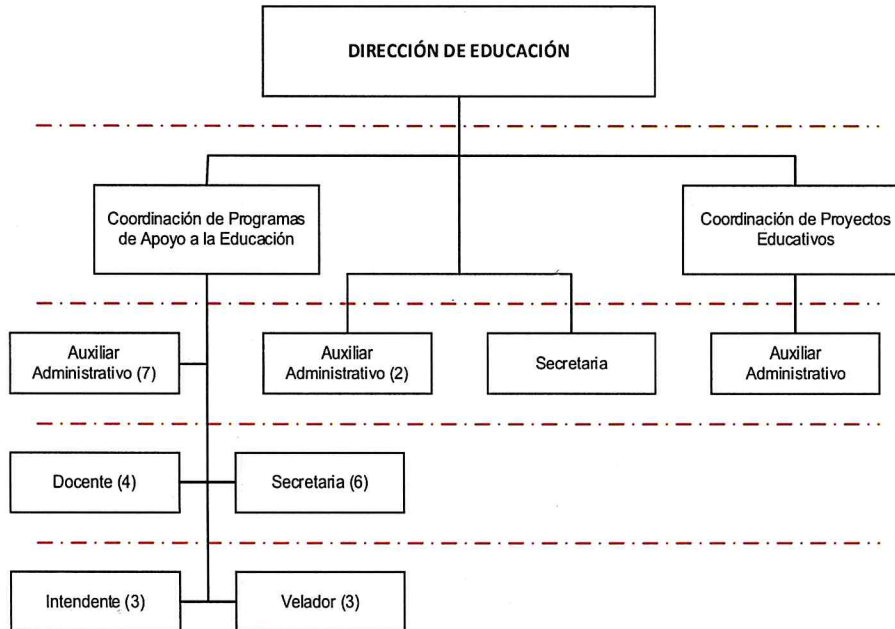 DIRECCIÓN DE EDUCACIÓN
Coordinación de Programas
de Apoyo a la Educación
Coordinación de Proyectos
Educativos
Auxiliar
Administrativo (7)
Auxiliar
Administrativo (2)
Secretaria
Auxiliar
Administrativo
Docente (4)
Secretaria (6)
Intendente (3)
Velador (3)